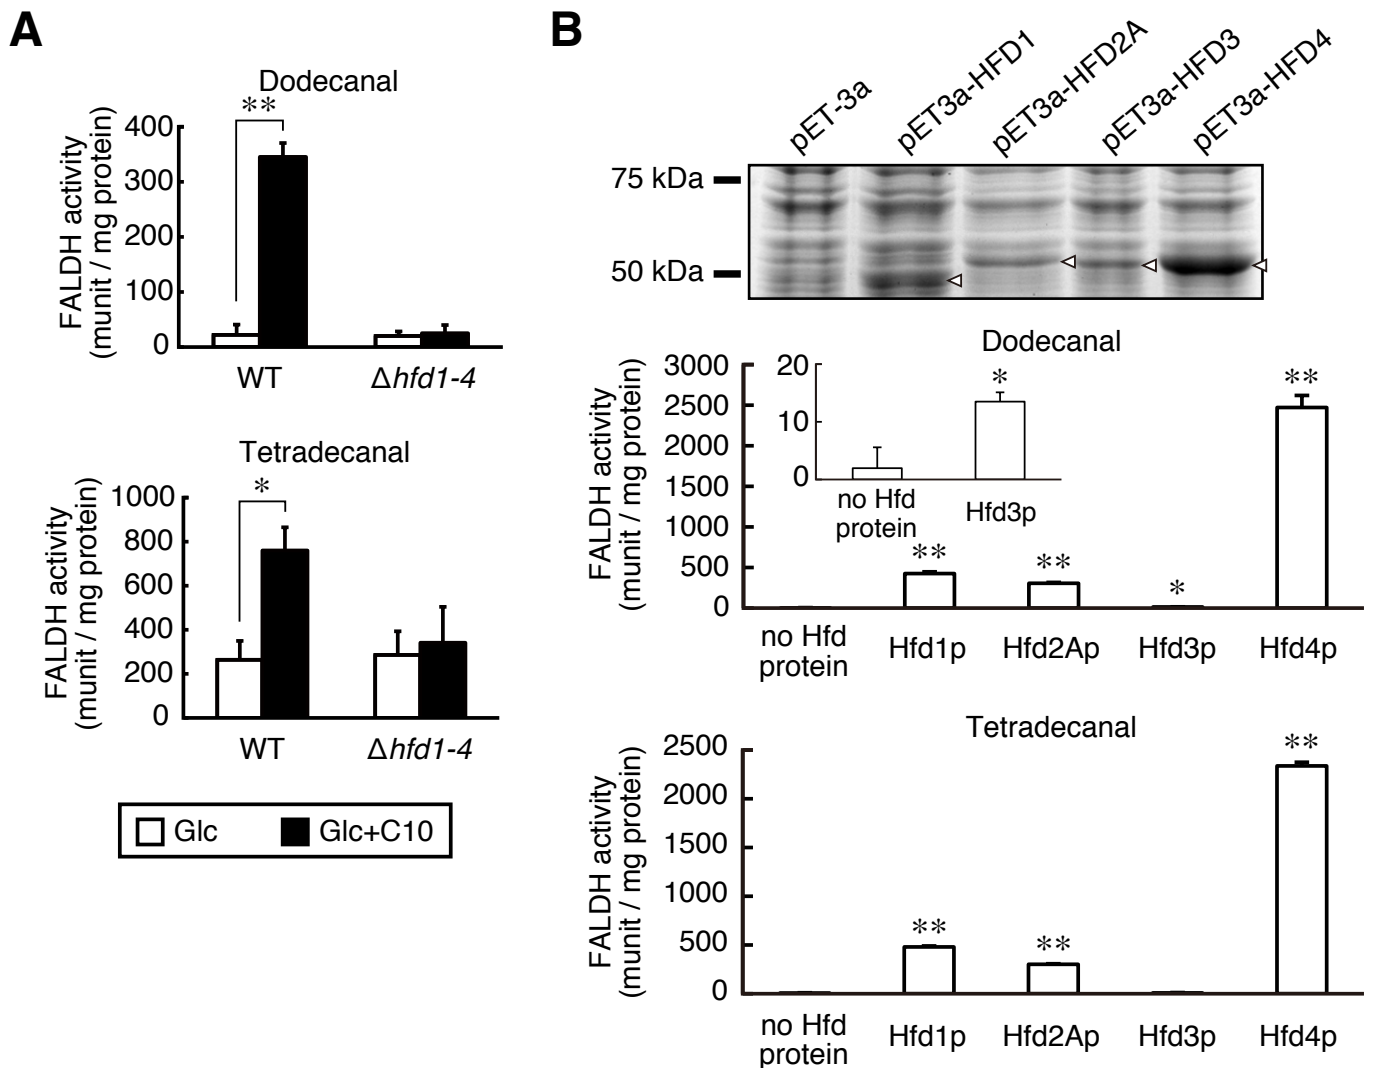 A
Dodecanal
**
FALDH activity
(munit / mg protein)
400
300
200
100
0
WT
Δhfd1-4
Tetradecanal
*
FALDH activity
(munit / mg protein)
1000
800
600
400
200
0
WT
Δhfd1-4
Glc
Glc+C10
B
pET-3a
pET3a-HFD1
pET3a-HFD2A
pET3a-HFD3
pET3a-HFD4
75 kDa
50 kDa
Dodecanal
FALDH activity
(munit / mg protein)
3000
2500
2000
1500
1000
500
0
20
10
0
*
no Hfd
protein
Hfd3p
**
**
*
**
no Hfd
protein
Hfd1p
Hfd2Ap
Hfd3p
Hfd4p
Tetradecanal
FALDH activity
(munit / mg protein)
2500
2000
1500
1000
500
0
**
**
**
no Hfd
protein
Hfd1p
Hfd2Ap
Hfd3p
Hfd4p